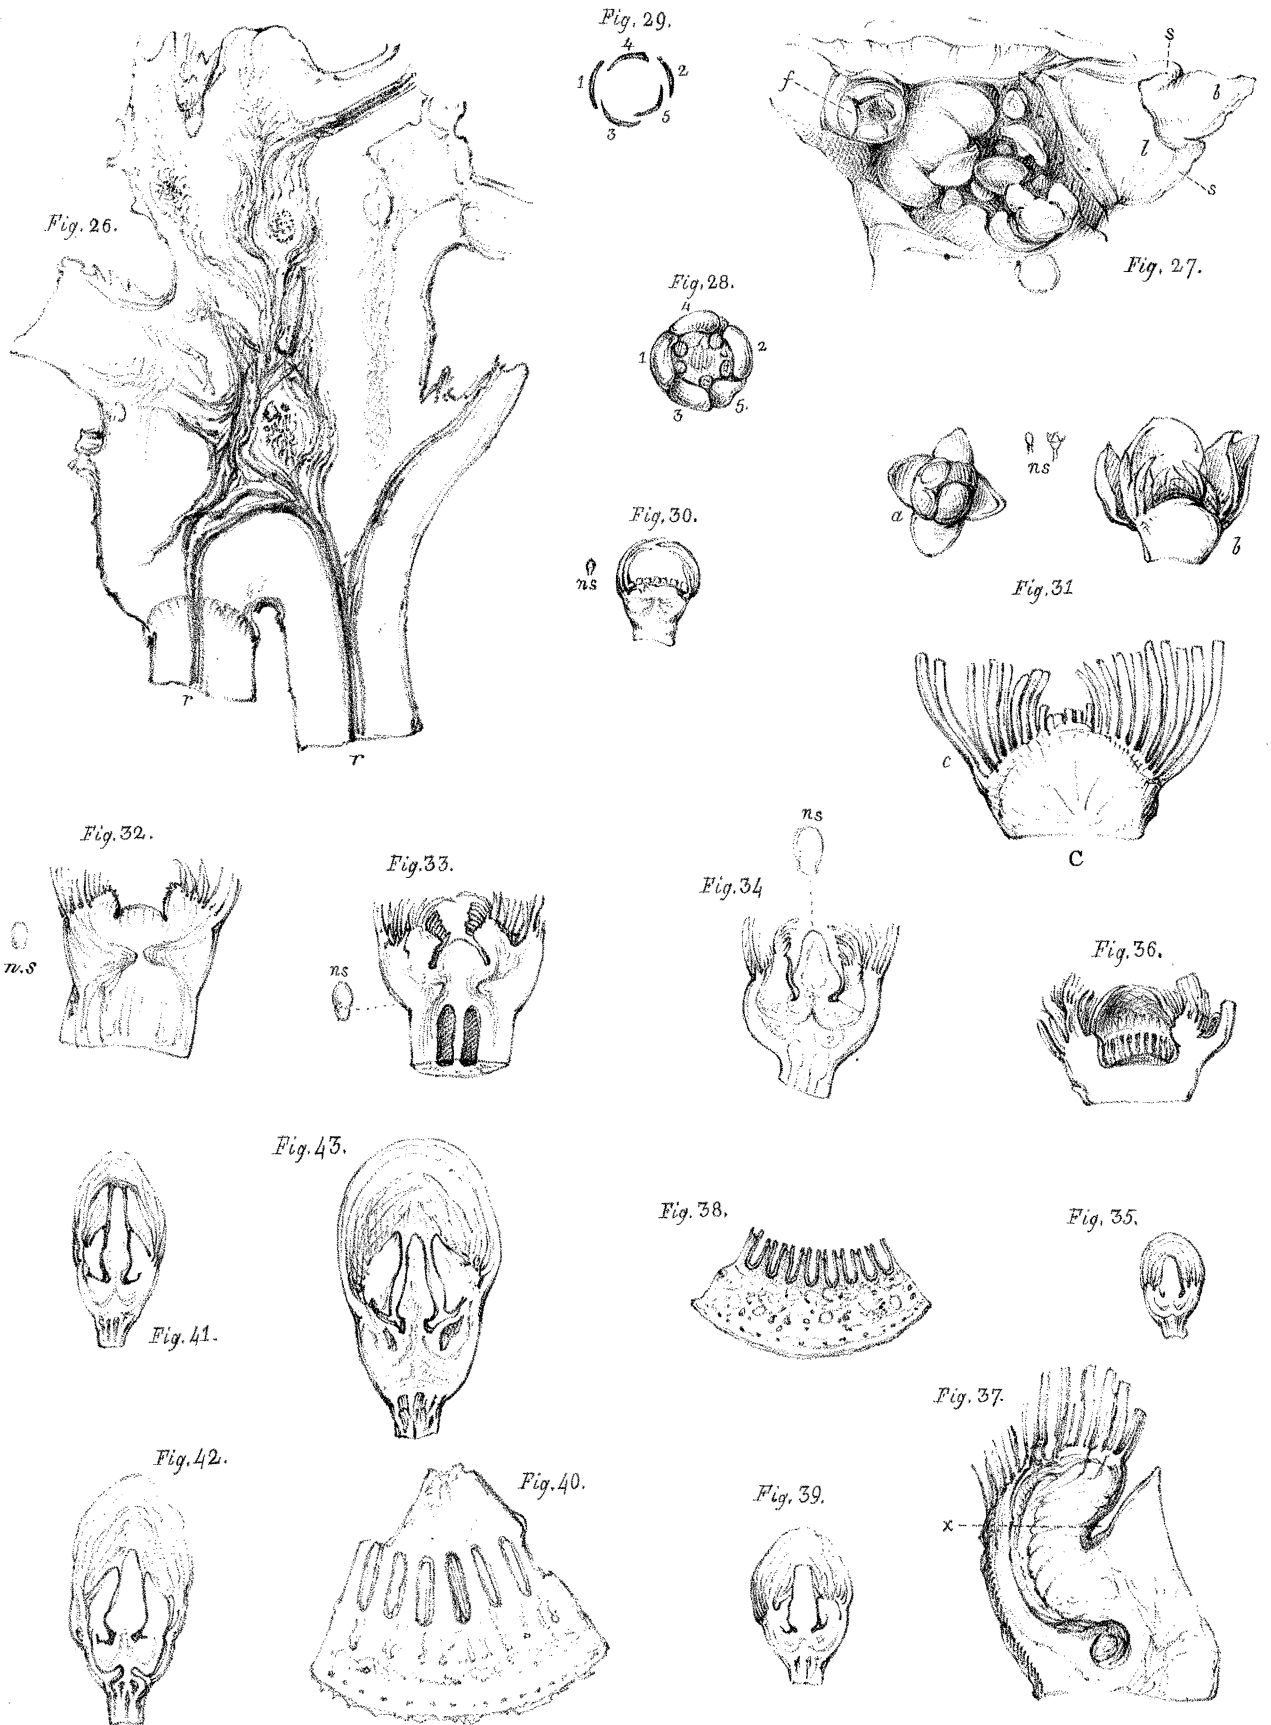 Fig. 29.
4
1
2
3
5
f
s
b
l
s
Fig. 27.
Fig. 26.
r
r
Fig. 28.
4
1
2
3
5.
ns
a
b
Fig. 31
Fig. 30.
ns
c
C
Fig. 32.
n.s
Fig. 33.
ns
ns
Fig. 34
Fig. 36.
Fig. 43.
Fig. 41.
Fig. 38.
Fig. 35.
Fig. 37.
x
Fig. 42.
Fig. 40.
Fig. 39.